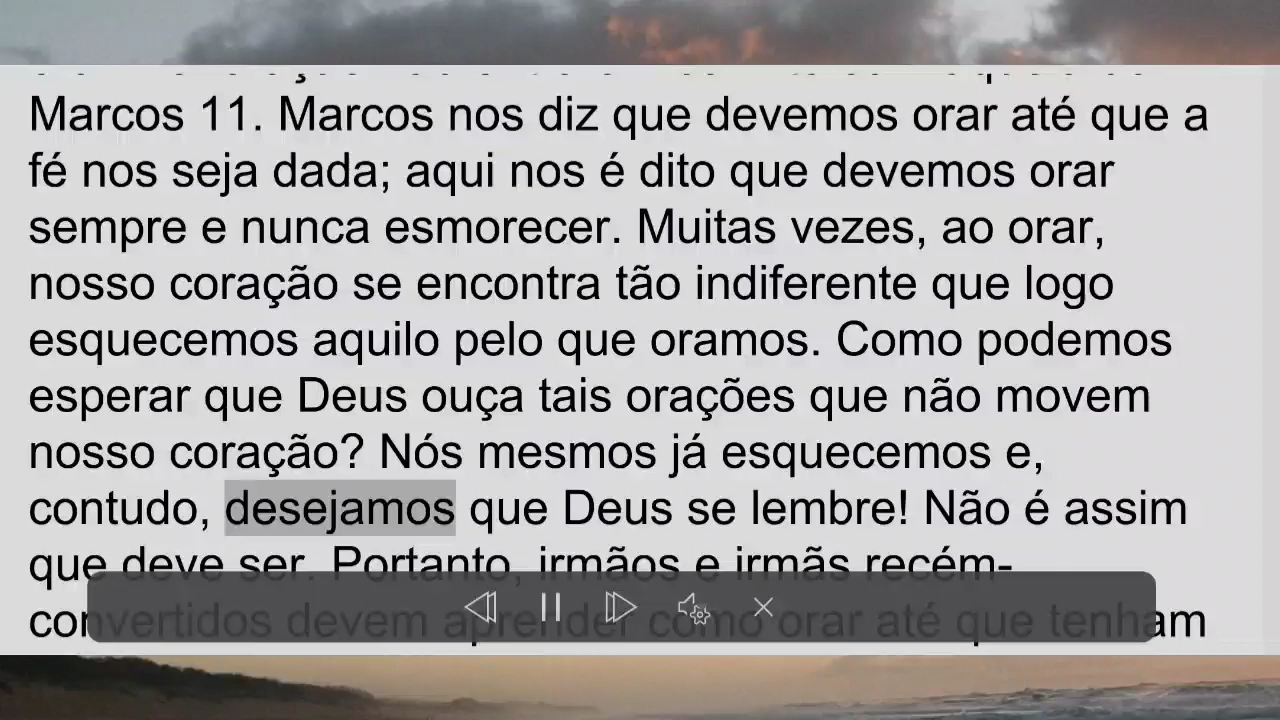 Marcos 11. Marcos nos diz que devemos orar até que a
fé nos seja dada; aqui nos é dito que devemos orar
sempre e nunca esmorecer. Muitas vezes, ao orar,
nosso coração se encontra tão indiferente que logo
esquecemos aquilo pelo que oramos. Como podemos
esperar que Deus ouça tais orações que não movem
nosso coração? Nós mesmos já esquecemos e,
contudo, desejamos que Deus se lembre! Não é assim
que deve ser. Portanto, irmãos e irmãs recém-
convertidos devem aprender como orar até que tenham